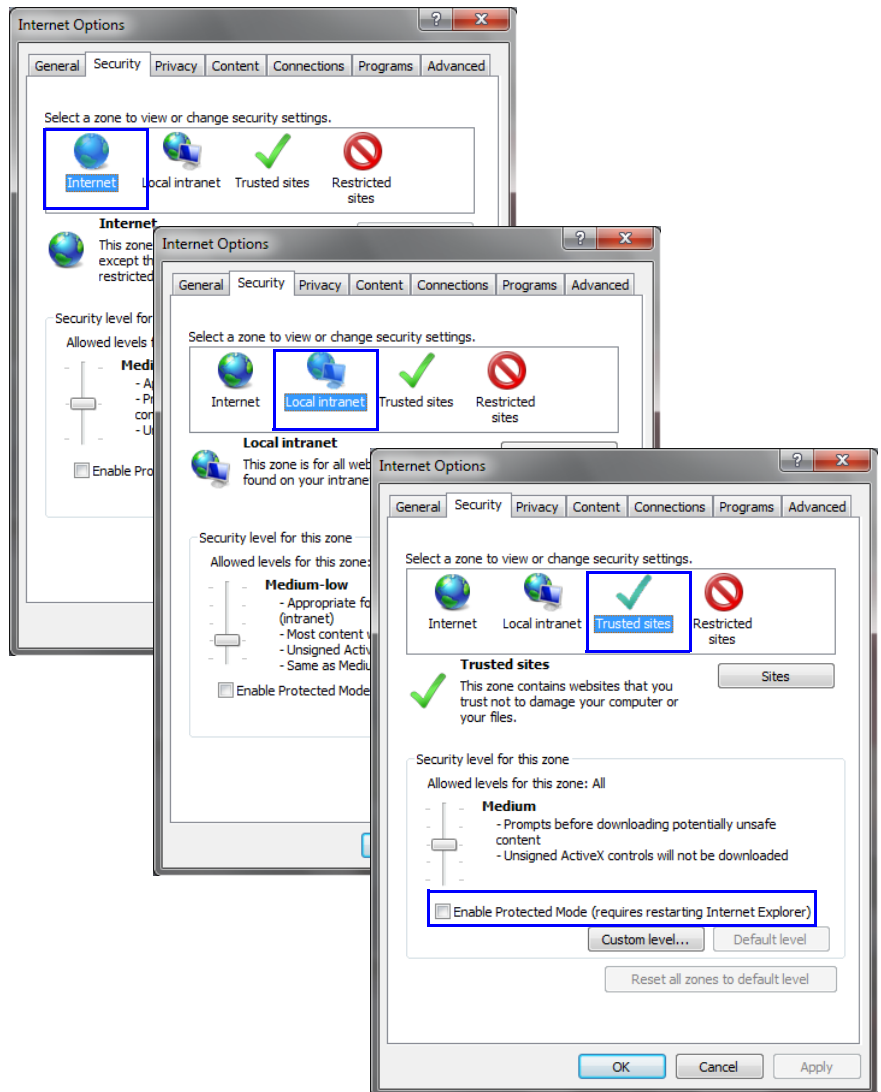 Internet Options
General Security Privacy Content Connections Programs Advanced
Select a zone to view or change security settings.
Internet Local intranet Trusted sites Restricted
sites
Internet
This zone
except th
restricted
Security level for
Allowed levels f
Medi
- A
- Pr
con
- U
Enable Pro
Internet Options
General Security Privacy Content Connections Programs Advanced
Select a zone to view or change security settings.
Internet Local intranet Trusted sites Restricted
sites
Local intranet
This zone is for all web
found on your intrane
Security level for this zone
Allowed levels for this zone:
Medium-low
- Appropriate fo
(intranet)
- Most content w
- Unsigned Activ
- Same as Mediu
Enable Protected Mode
Internet Options
General Security Privacy Content Connections Programs Advanced
Select a zone to view or change security settings.
Internet Local intranet Trusted sites Restricted
sites
Trusted sites
Sites
This zone contains websites that you
trust not to damage your computer or
your files.
Security level for this zone
Allowed levels for this zone: All
Medium
- Prompts before downloading potentially unsafe
content
- Unsigned ActiveX controls will not be downloaded
Enable Protected Mode (requires restarting Internet Explorer)
Custom level... Default level
Reset all zones to default level
OK Cancel Apply